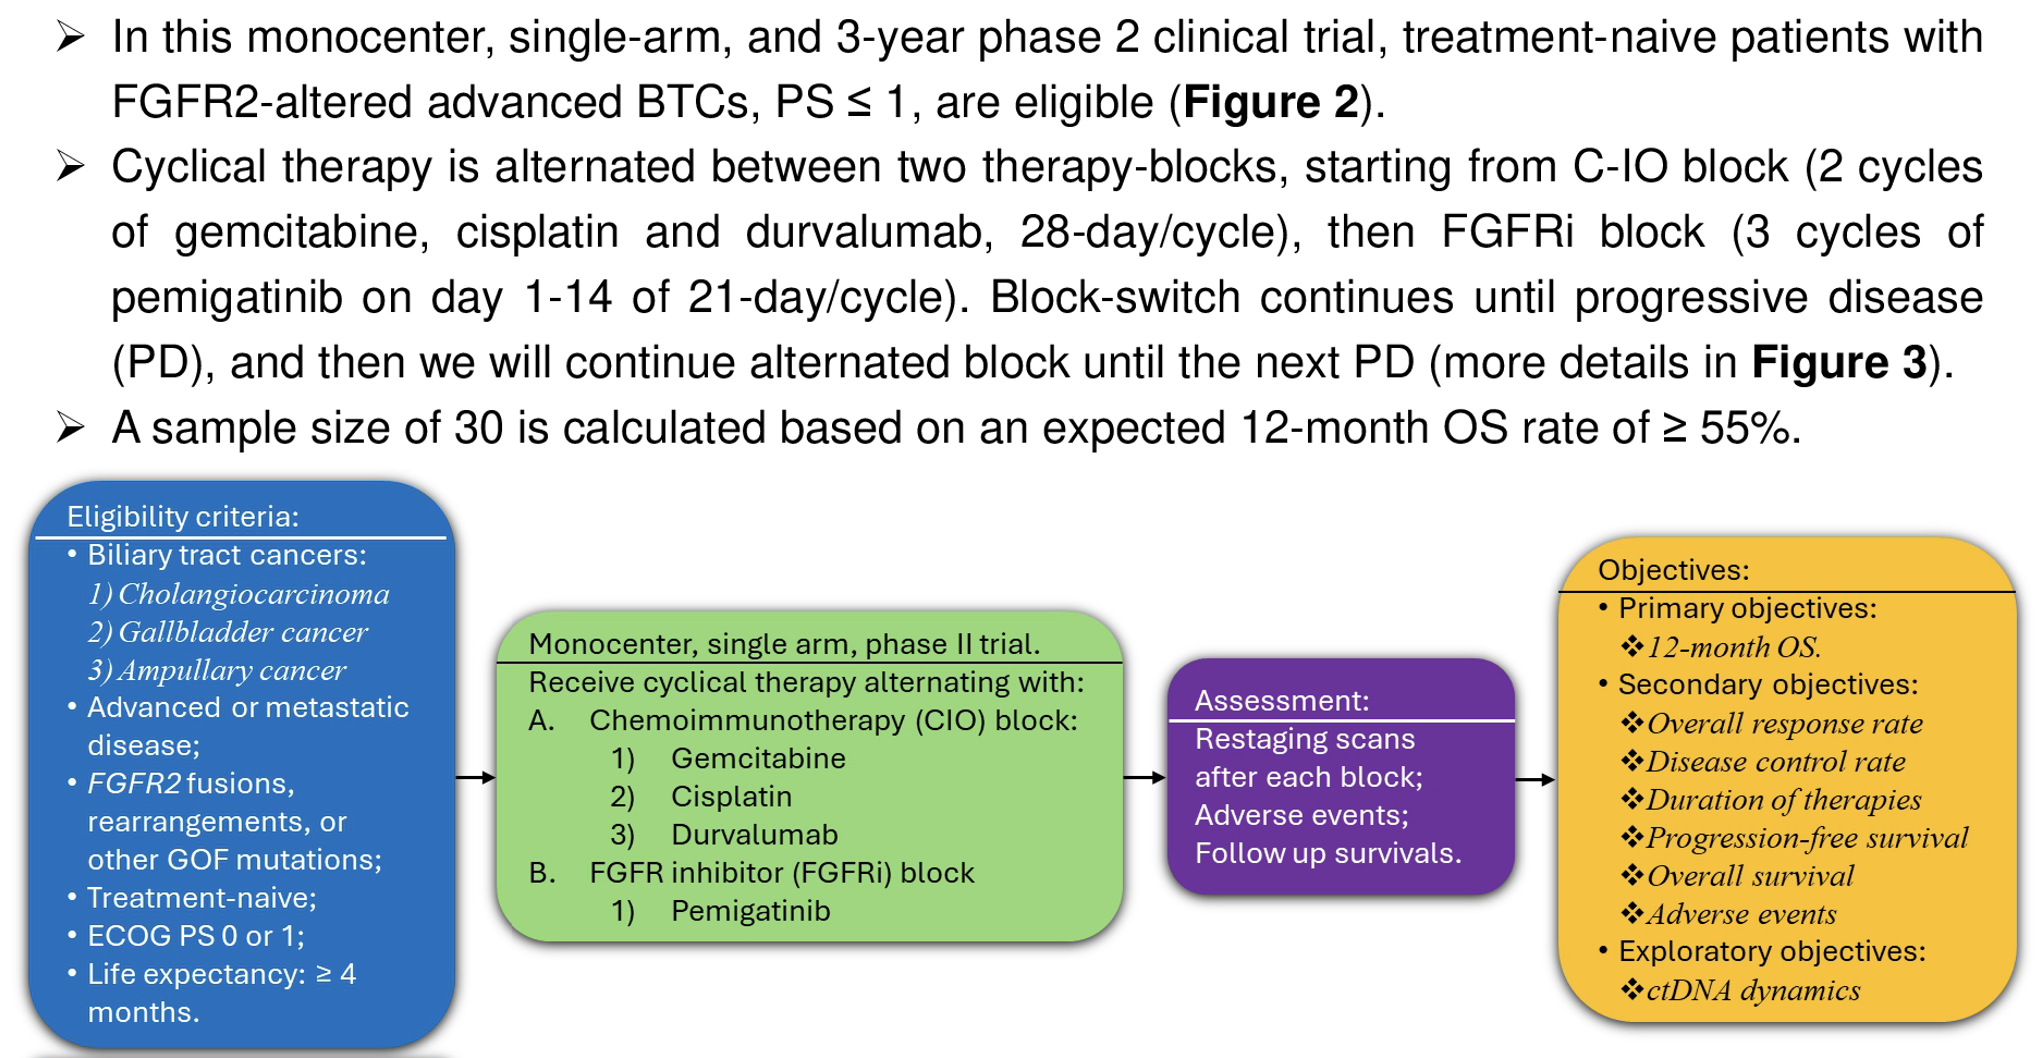 ➢ In this monocenter, single-arm, and 3-year phase 2 clinical trial, treatment-naive patients with
FGFR2-altered advanced BTCs, PS ≤ 1, are eligible (Figure 2).
➢ Cyclical therapy is alternated between two therapy-blocks, starting from C-IO block (2 cycles
of gemcitabine, cisplatin and durvalumab, 28-day/cycle), then FGFRi block (3 cycles of
pemigatinib on day 1-14 of 21-day/cycle). Block-switch continues until progressive disease
(PD), and then we will continue alternated block until the next PD (more details in Figure 3).
➢ A sample size of 30 is calculated based on an expected 12-month OS rate of ≥ 55%.
Eligibility criteria:
• Biliary tract cancers:
1) Cholangiocarcinoma
2) Gallbladder cancer
3) Ampullary cancer
• Advanced or metastatic
disease;
• FGFR2 fusions,
rearrangements, or
other GOF mutations;
• Treatment-naive;
• ECOG PS 0 or 1;
• Life expectancy: ≥ 4
months.
Monocenter, single arm, phase II trial.
Receive cyclical therapy alternating with:
A. Chemoimmunotherapy (CIO) block:
1) Gemcitabine
2) Cisplatin
3) Durvalumab
B. FGFR inhibitor (FGFRi) block
1) Pemigatinib
Assessment:
Restaging scans
after each block;
Adverse events;
Follow up survivals.
Objectives:
• Primary objectives:
❖12-month OS.
• Secondary objectives:
❖Overall response rate
❖Disease control rate
❖Duration of therapies
❖Progression-free survival
❖Overall survival
❖Adverse events
• Exploratory objectives:
❖ctDNA dynamics